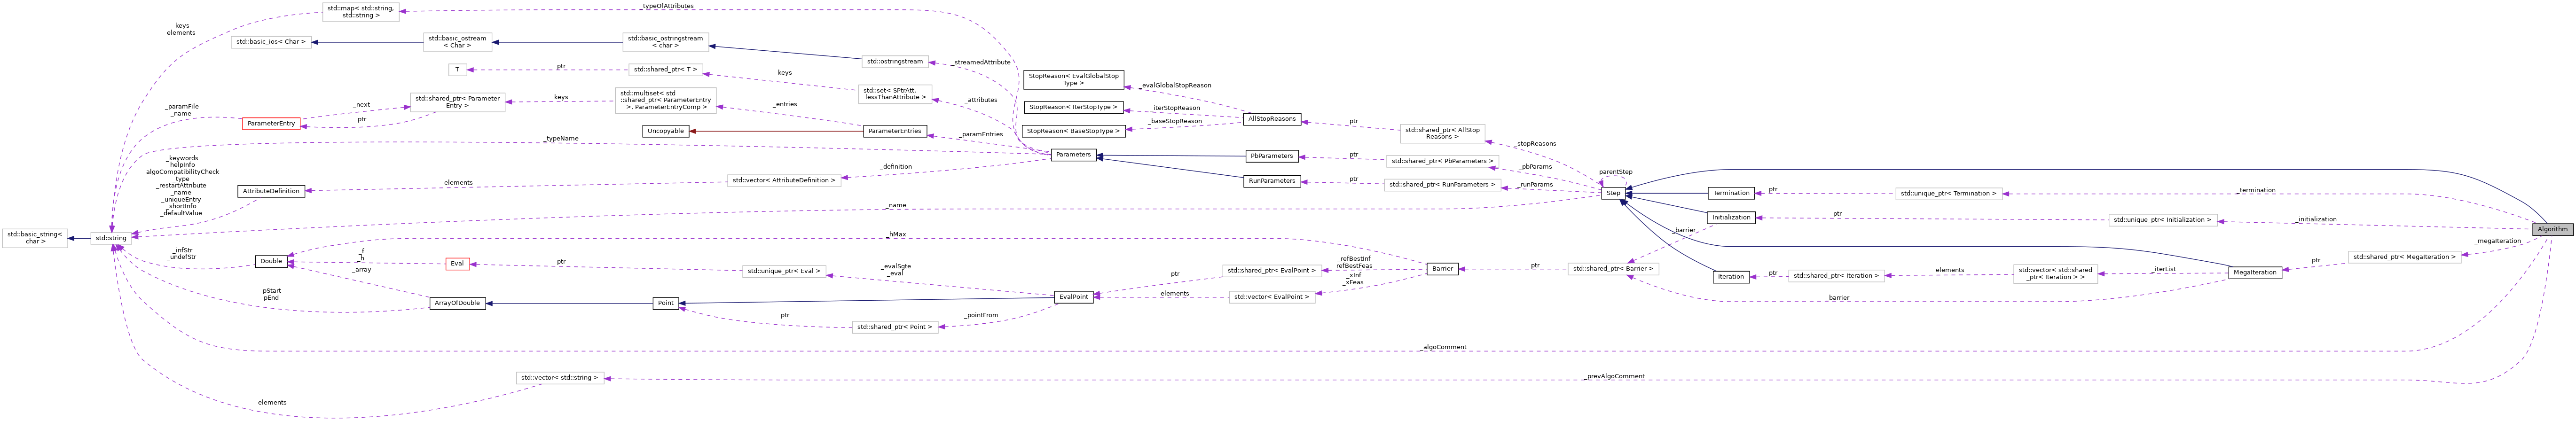 std::map< std::string,
std::string >
_typeOfAttributes
keys
elements
std::basic_ios< Char >
std::basic_ostream
< Char >
std::basic_ostringstream
< char >
std::ostringstream
_streamedAttribute
T
ptr
std::shared_ptr< T >
keys
std::set< SPtrAtt,
lessThanAttribute >
_attributes
StopReason< EvalGlobalStop
Type >
_evalGlobalStopReason
StopReason< IterStopType >
_iterStopReason
StopReason< BaseStopType >
_baseStopReason
AllStopReasons
ptr
std::shared_ptr< AllStop
Reasons >
_stopReasons
_paramFile
_name
ParameterEntry
_next
ptr
std::shared_ptr< Parameter
Entry >
keys
std::multiset< std
::shared_ptr< ParameterEntry
>, ParameterEntryComp >
_entries
Uncopyable
ParameterEntries
_paramEntries
_typeName
Parameters
PbParameters
ptr
std::shared_ptr< PbParameters >
_pbParams
RunParameters
ptr
std::shared_ptr< RunParameters >
_runParams
_keywords
_helpInfo
_algoCompatibilityCheck
_type
_restartAttribute
_name
_uniqueEntry
_shortInfo
_defaultValue
AttributeDefinition
elements
std::vector< AttributeDefinition >
_definition
_parentStep
Step
Termination
ptr
std::unique_ptr< Termination >
_termination
_name
Initialization
ptr
std::unique_ptr< Initialization >
_initialization
Algorithm
std::basic_string<
char >
std::string
_infStr
_undefStr
Double
_hMax
_f
_h
_array
Eval
ptr
std::unique_ptr< Eval >
_evalSgte
_eval
ptr
std::shared_ptr< EvalPoint >
_refBestInf
_refBestFeas
_xInf
_xFeas
Barrier
ptr
std::shared_ptr< Barrier >
_barrier
Iteration
ptr
std::shared_ptr< Iteration >
elements
std::vector< std::shared
_ptr< Iteration > >
_iterList
MegaIteration
ptr
std::shared_ptr< MegaIteration >
_megaIteration
pStart
pEnd
ArrayOfDouble
Point
EvalPoint
elements
std::vector< EvalPoint >
_barrier
ptr
std::shared_ptr< Point >
_pointFrom
_algoComment
std::vector< std::string >
_prevAlgoComment
elements